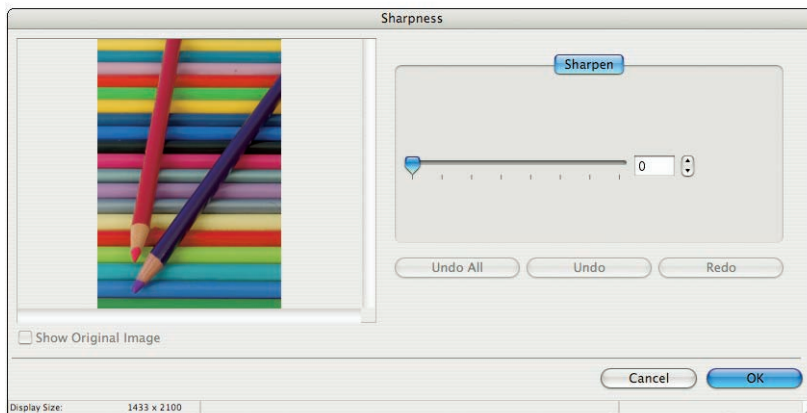 Sharpness
Sharpen
0
Undo All Undo Redo
Show Original Image
Cancel OK
Display Size: 1433 x 2100